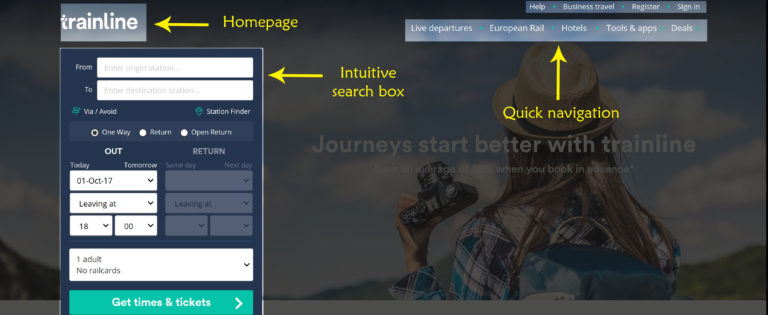 Help • Business travel • Register • Sign in
trainline
Homepage
Live departures • European Rail • Hotels • Tools & apps • Deals
From
Enter origin station...
To
Enter destination station...
Intuitive
search box
Quick navigation
Via / Avoid
Station Finder
One Way
Return
Open Return
OUT
RETURN
Today
Tomorrow
Same day
Next day
01-Oct-17
Leaving at
Leaving at
18
00
1 adult
No railcards
Get times & tickets
Journeys start better with trainline
Save an average of 43% when you book in advance*